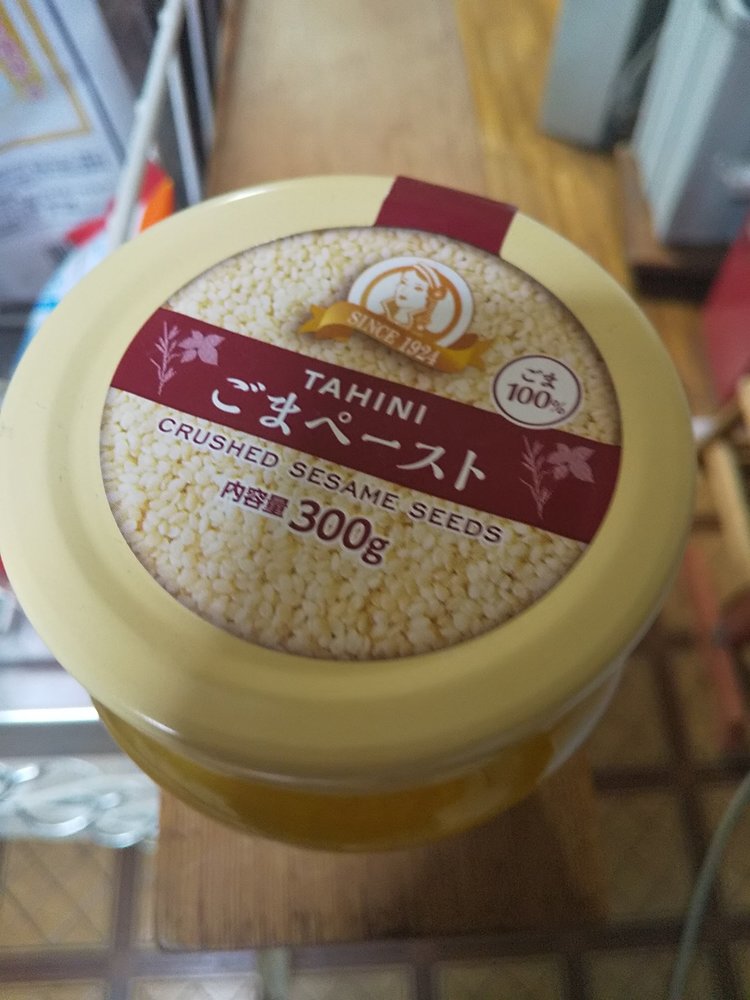 SINCE 1924
ごま
100%
TAHINI
ごまペースト
CRUSHED SESAME SEEDS
内容量 300g